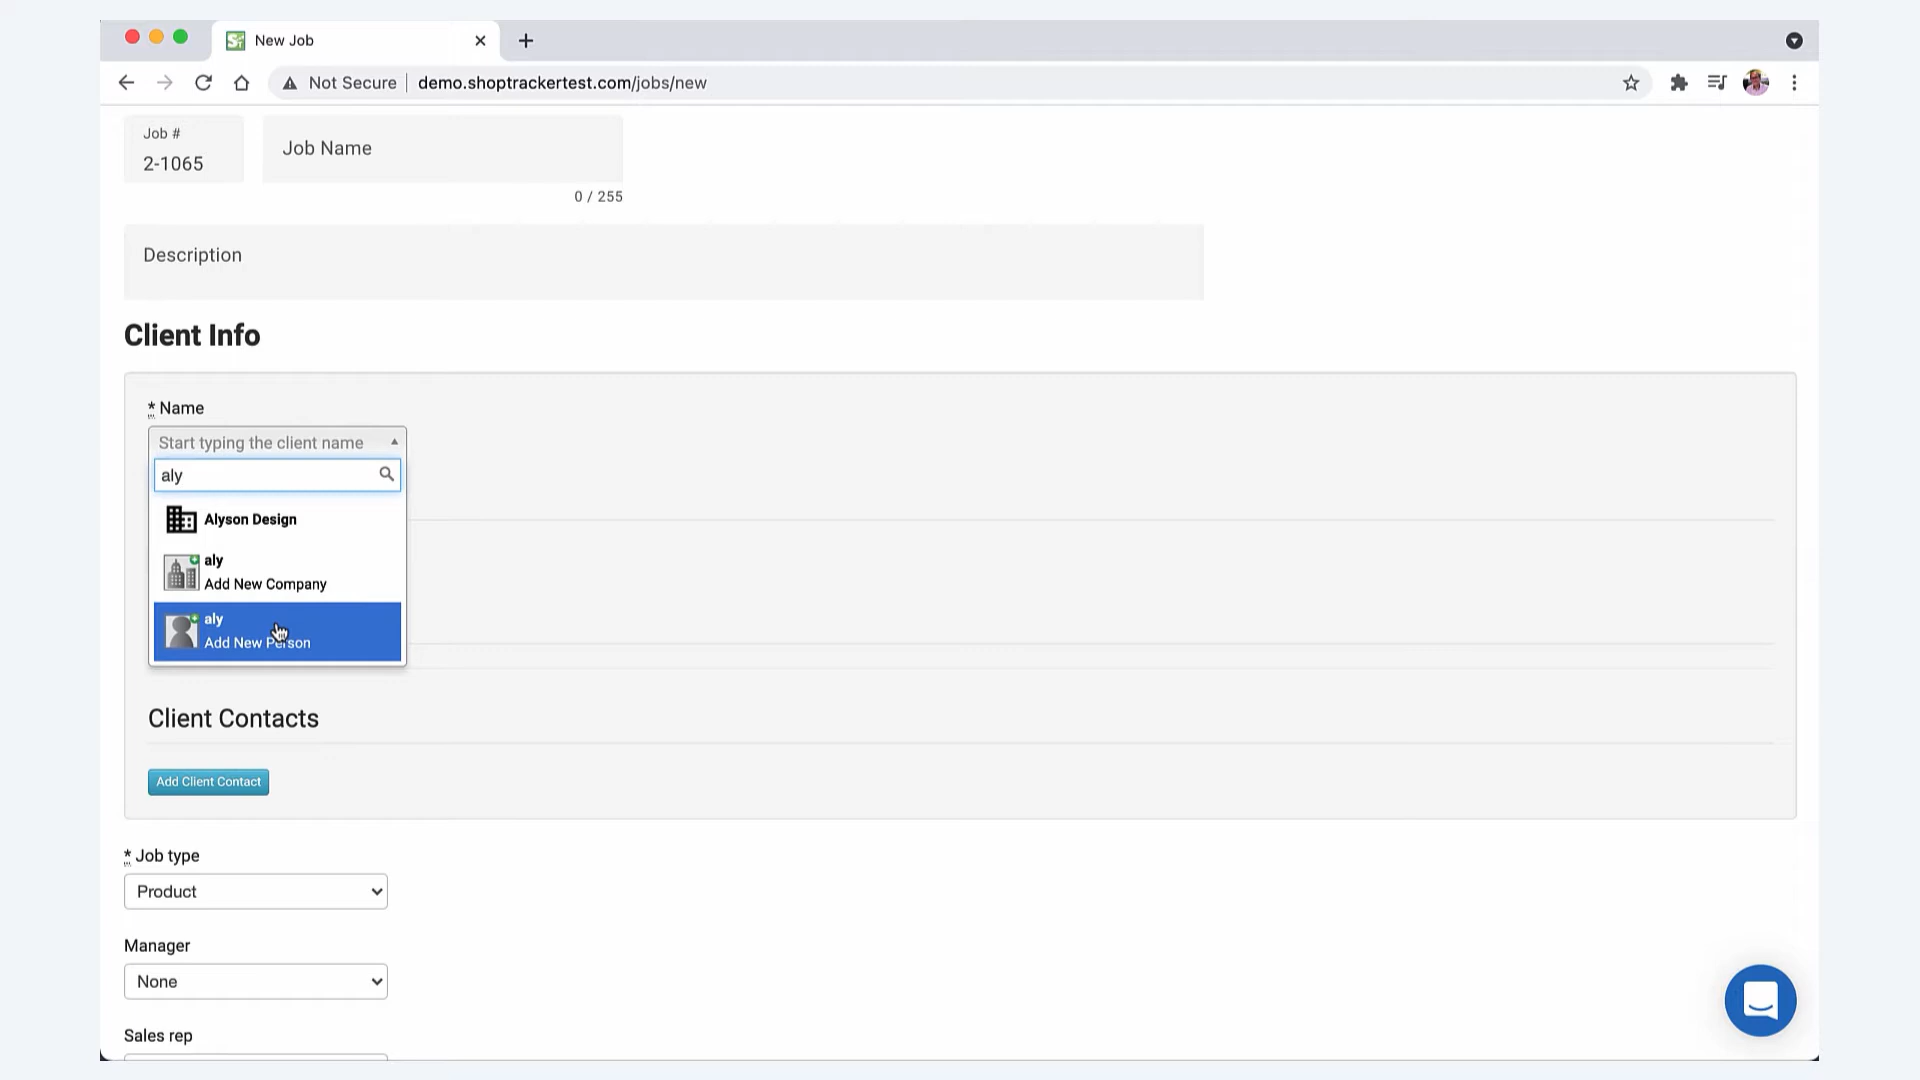 New Job
Not Secure
demo.shoptrackertest.com/jobs/new
Job #
2-1065
Job Name
0 / 255
Description
Client Info
* Name
Start typing the client name
aly
Alyson Design
aly
Add New Company
aly
Add New Person
Client Contacts
Add Client Contact
* Job type
Product
Manager
None
Sales rep